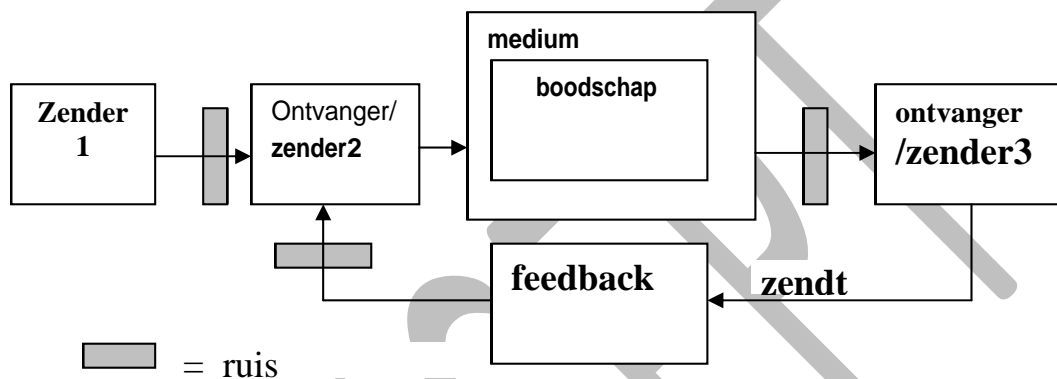 medium
boodschap
Zender
1
Ontvanger/
zender2
ontvanger
/zender3
feedback
zendt
= ruis